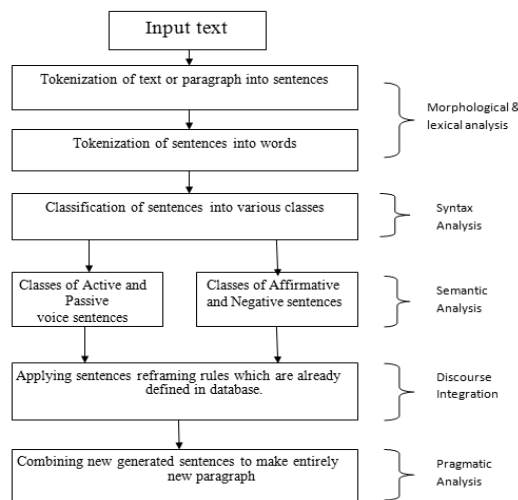 Input text
Tokenization of text or paragraph into sentences
Morphological &
lexical analysis
Tokenization of sentences into words
Classification of sentences into various classes
Syntax
Analysis
Classes of Active and
Passive
voice sentences
Classes of Affirmative
and Negative sentences
Semantic
Analysis
Applying sentences reframing rules which are already
defined in database.
Discourse
Integration
Combining new generated sentences to make entirely
new paragraph
Pragmatic
Analysis